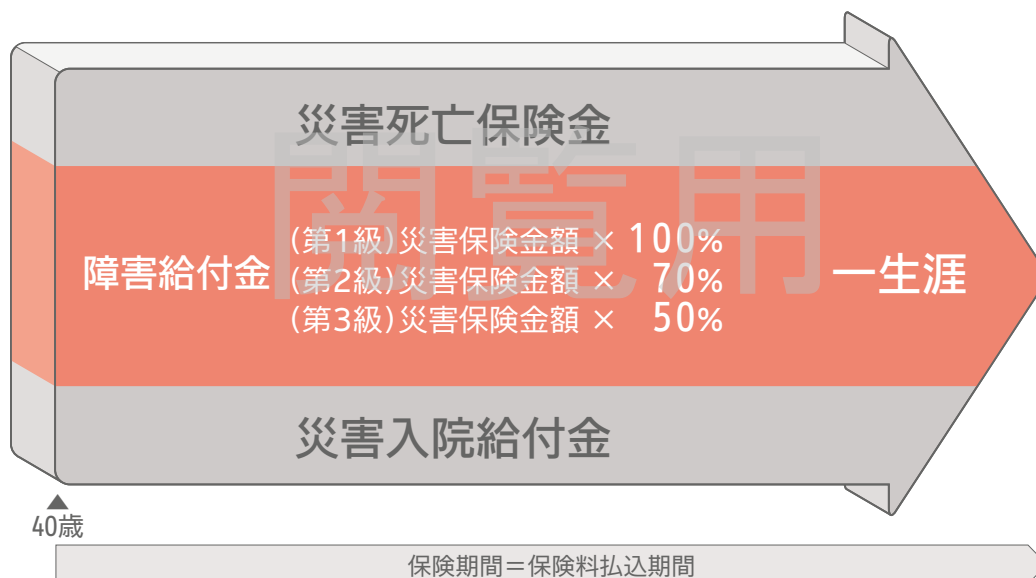 災害死亡保険金
閲覧用
障害給付金
(第1級)災害保険金額 × 100%
(第2級)災害保険金額 × 70%
(第3級)災害保険金額 × 50%
一生涯
災害入院給付金
40歳
保険期間＝保険料払込期間